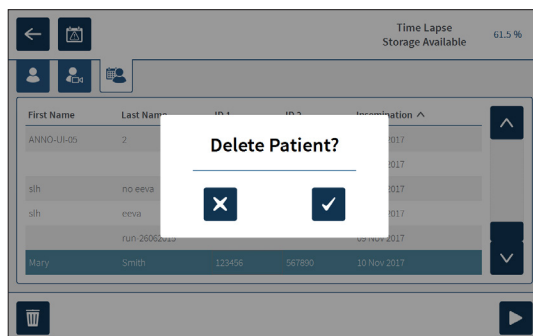 Time Lapse
Storage Available 61.5 %
First Name Last Name ID 1 ID 2 Insemination
ANNO-UI-05 2 2017
2017
slh no eeva 2017
slh eeva 2017
Delete Patient?
run-26062015 09 Nov 2017
Mary Smith 123456 567890 10 Nov 2017